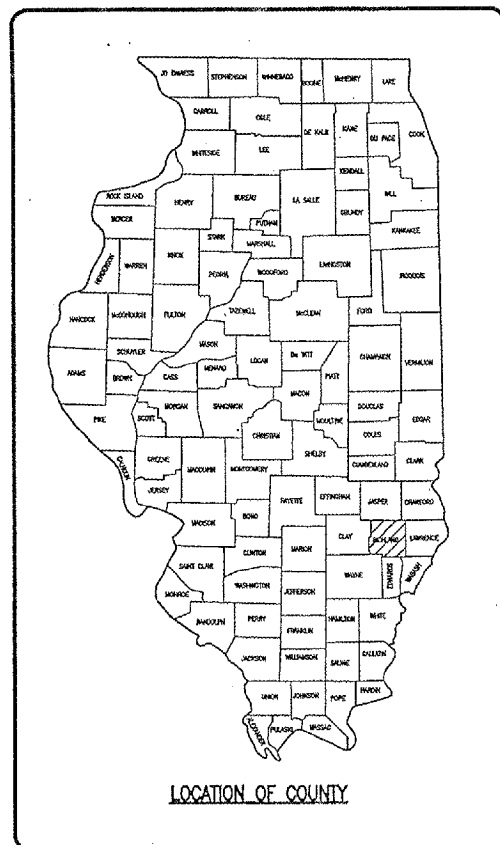 JO DAVIESS STEPHENSON WINNEBAGO BOONE McHENRY LAKE
CARROLL OGLE DE KALB KANE DU PAGE COOK
WHITESIDE LEE KENDALL WILL
ROCK ISLAND HENRY BUREAU LA SALLE GRUNDY
MERCER PUTNAM KANKAKEE
HENDERSON WARREN KNOX STARK MARSHALL LIVINGSTON IROQUOIS
PEORIA WOODFORD
HANCOCK McDONOUGH FULTON TAZEWELL McCLEAN FORD
MASON
SCHUYLER LOGAN De WITT CHAMPAIGN VERMILION
ADAMS BROWN CASS MENARD PIATT
MACON
PIKE SCOTT MORGAN SANGAMON MOULTRIE DOUGLAS EDGAR
CHRISTIAN COLES
CALHOUN GREENE MACOUPIN MONTGOMERY SHELBY CUMBERLAND CLARK
JERSEY FAYETTE EFFINGHAM JASPER CRAWFORD
MADISON BOND
CLAY RICHLAND LAWRENCE
CLINTON MARION
SAINT CLAIR WAYNE EDWARDS WABASH
WASHINGTON JEFFERSON
MONROE
RANDOLPH PERRY HAMILTON WHITE
FRANKLIN
JACKSON WILLIAMSON SALINE GALLATIN
UNION JOHNSON POPE HARDIN
ALEXANDER PULASKI MASSAC
LOCATION OF COUNTY